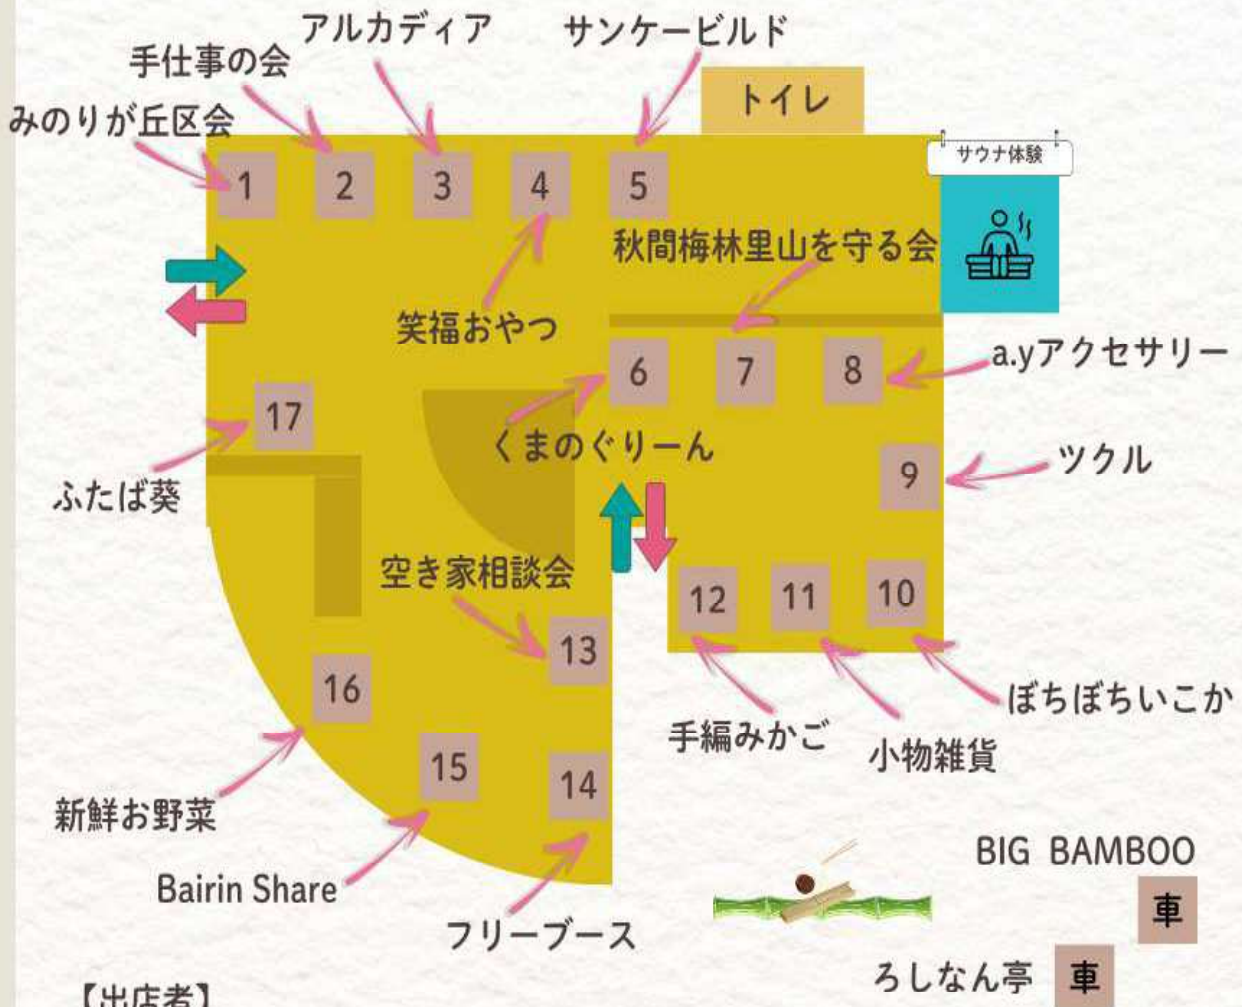 アルカディア
サンケービルド
手仕事の会
トイレ
みのりが丘区会
サウナ体験
1
2
3
4
5
秋間梅林里山を守る会
笑福おやつ
a.yアクセサリー
6
7
8
17
くまのぐりーん
ツクル
9
ふたば葵
空き家相談会
12
11
10
13
16
ぼちぼちいこか
手編みかご
小物雑貨
15
14
新鮮お野菜
BIG BAMBOO
Bairin Share
車
フリーブース
ろしなん亭
車
【出店者】